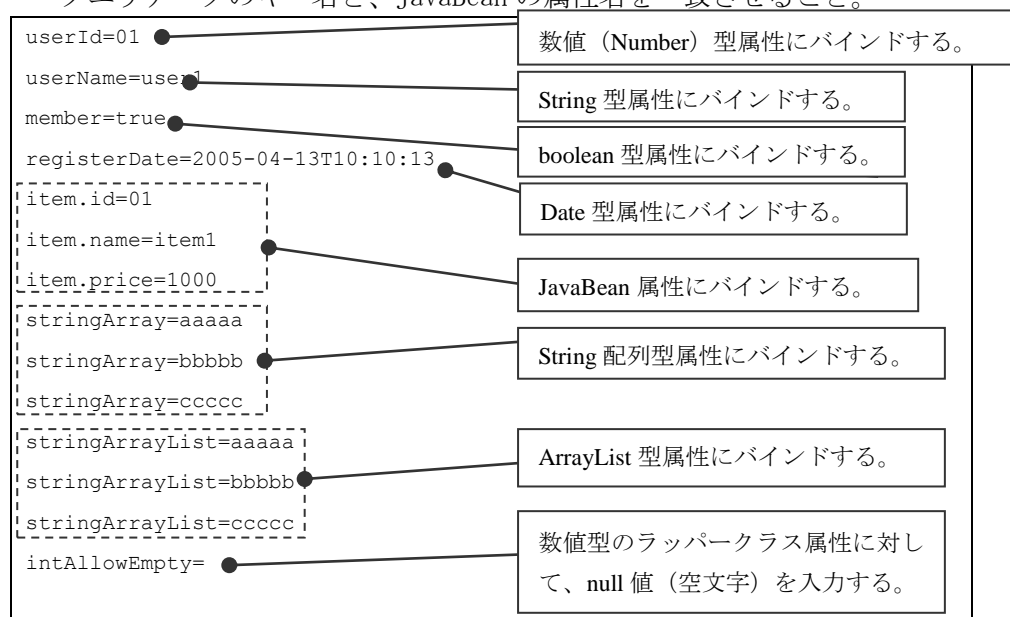 userId=01
数値（Number）型属性にバインドする。
userName=user1
String 型属性にバインドする。
member=true
boolean 型属性にバインドする。
registerDate=2005-04-13T10:10:13
Date 型属性にバインドする。
item.id=01
item.name=item1
item.price=1000
JavaBean 属性にバインドする。
stringArray=aaaaa
stringArray=bbbbb
stringArray=ccccc
String 配列型属性にバインドする。
stringArrayList=aaaaa
stringArrayList=bbbbb
stringArrayList=ccccc
ArrayList 型属性にバインドする。
intAllowEmpty=
数値型のラッパークラス属性に対し
て、null 値（空文字）を入力する。